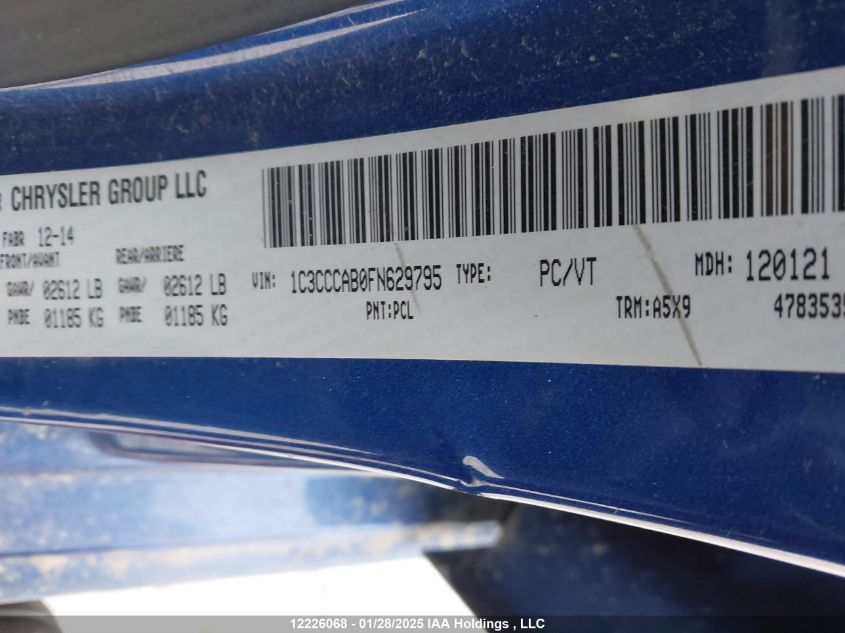 CHRYSLER GROUP LLC
FABR 12-14
FRONT/AVANT REAR/ARRIERE
GAWR/ 02612 LB GAWR/ 02612 LB
PNBE 01185 KG PNBE 01185 KG
VIN: 1C3CCCAB0FN629795 TYPE: PC/VT MDH: 120121
PNT:PCL TRM:A5X9 4783535
12226068 - 01/28/2025 IAA Holdings , LLC